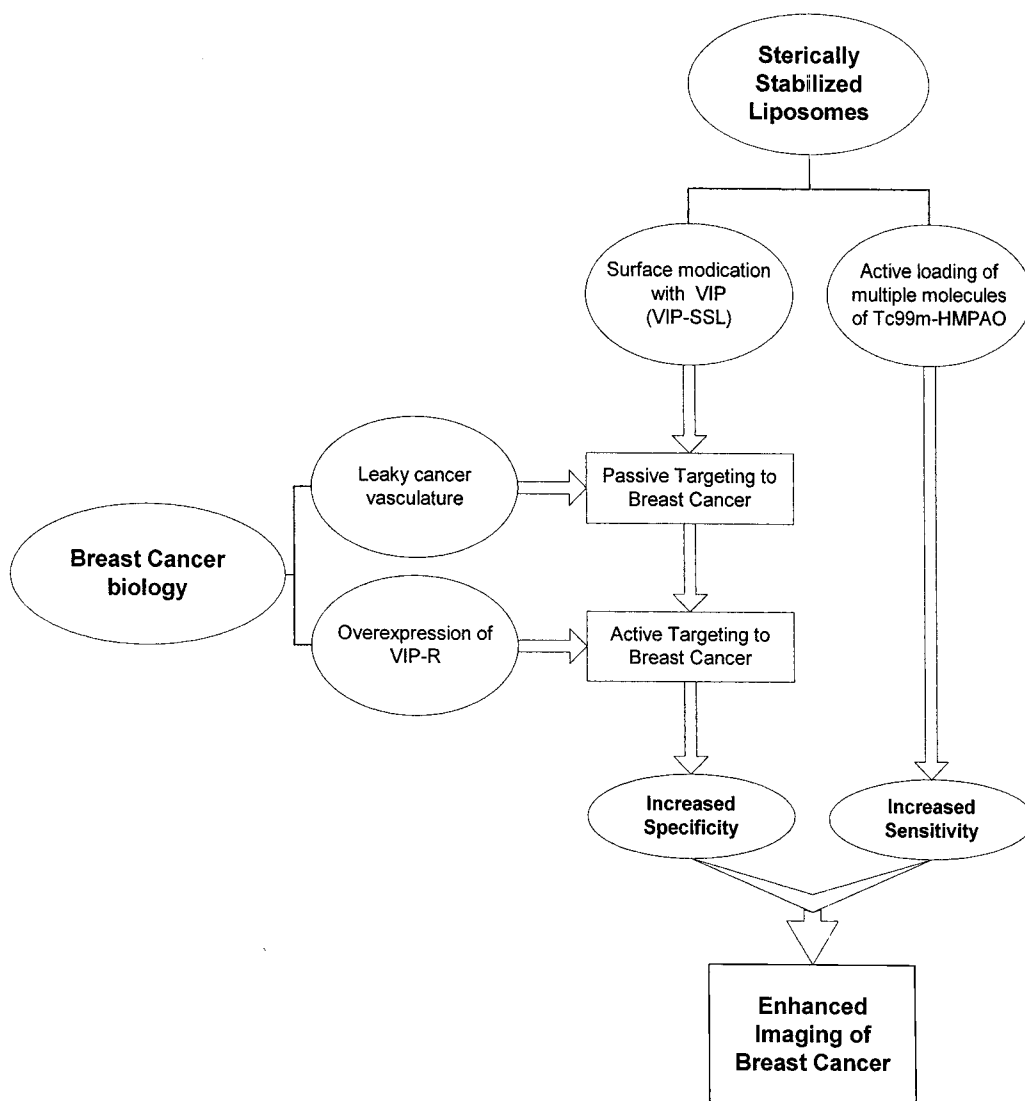 Sterically
Stabilized
Liposomes
Surface modication
with VIP
(VIP-SSL)
Active loading of
multiple molecules
of Tc99m-HMPAO
Leaky cancer
vasculature
Passive Targeting to
Breast Cancer
Breast Cancer
biology
Overexpression of
VIP-R
Active Targeting to
Breast Cancer
Increased
Specificity
Increased
Sensitivity
Enhanced
Imaging of
Breast Cancer